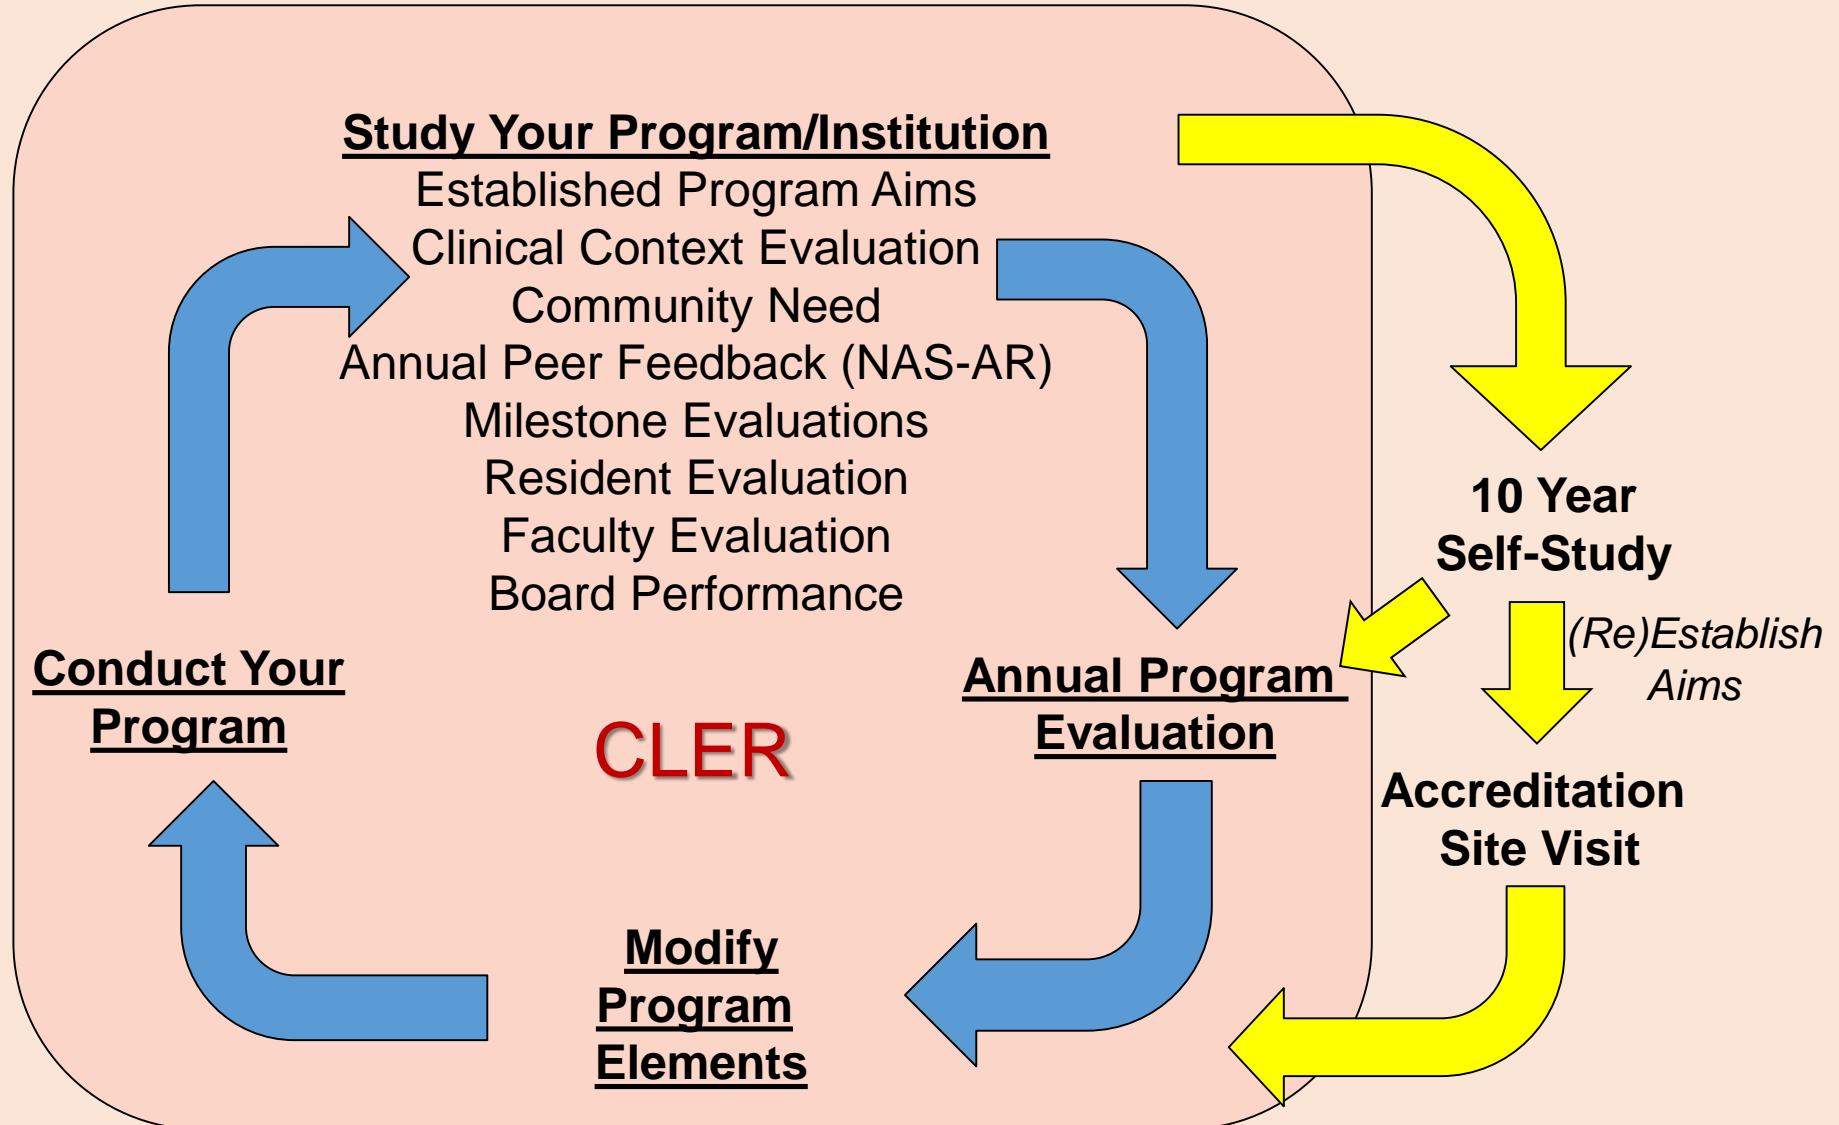 Study Your Program/Institution
Established Program Aims
Clinical Context Evaluation
Community Need
Annual Peer Feedback (NAS-AR)
Milestone Evaluations
Resident Evaluation
Faculty Evaluation
Board Performance
10 Year
Self-Study
(Re)Establish
Aims
Conduct Your
Program
CLER
Annual Program
Evaluation
Accreditation
Site Visit
Modify
Program
Elements